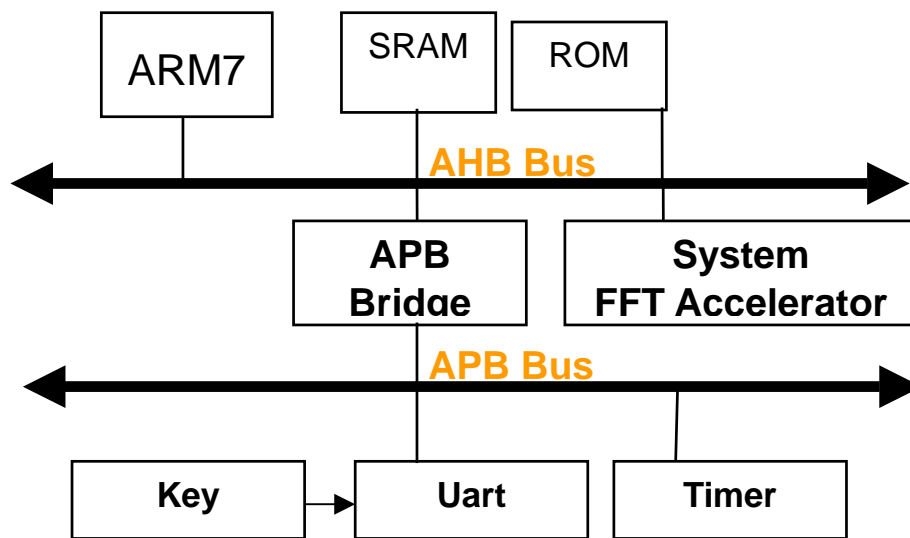 ARM7
SRAM
ROM
AHB Bus
APB
Bridge
System
FFT Accelerator
APB Bus
Key
Uart
Timer